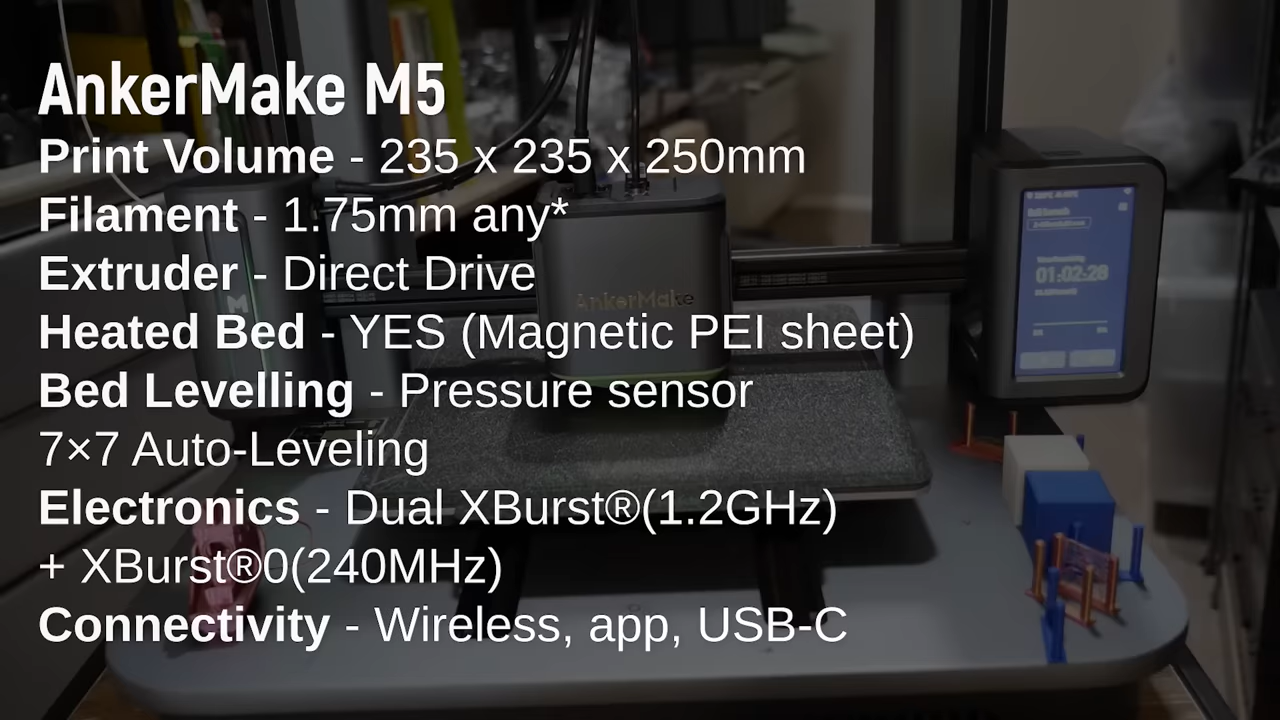 AnkerMake M5
Print Volume - 235 x 235 x 250mm
Filament - 1.75mm any*
Extruder - Direct Drive
AnkerMake
01:02:28
Heated Bed - YES (Magnetic PEI sheet)
Bed Levelling - Pressure sensor
7×7 Auto-Leveling
Electronics - Dual XBurst®(1.2GHz)
+ XBurst®0(240MHz)
Connectivity - Wireless, app, USB-C